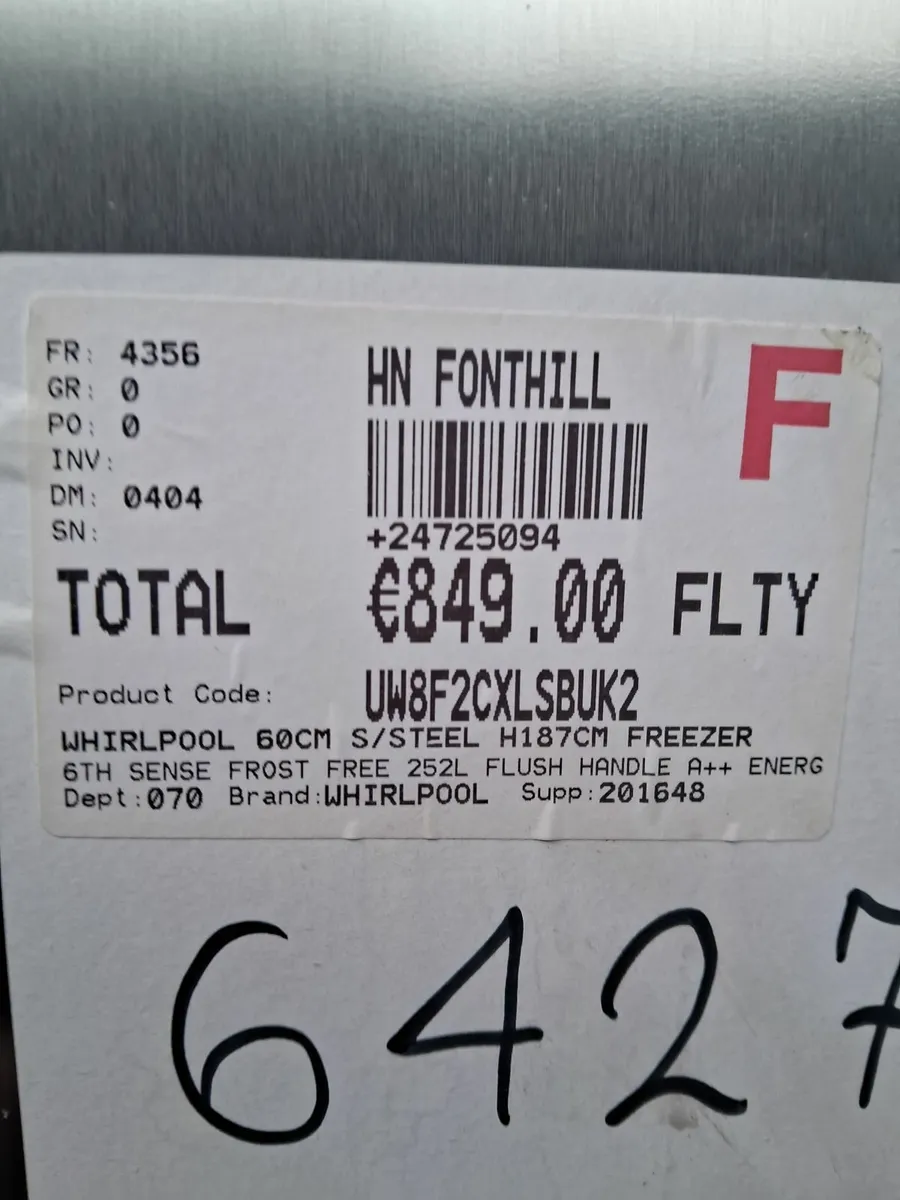 FR: 4356
GR: 0
PO: 0
INV:
DM: 0404
SN:
HN FONTHILL
F
+24725094
TOTAL €849.00 FLTY
Product Code: UW8F2CXLSBUK2
WHIRLPOOL 60CM S/STEEL H187CM FREEZER
6TH SENSE FROST FREE 252L FLUSH HANDLE A++ ENERG
Dept:070 Brand:WHIRLPOOL Supp:201648
6427